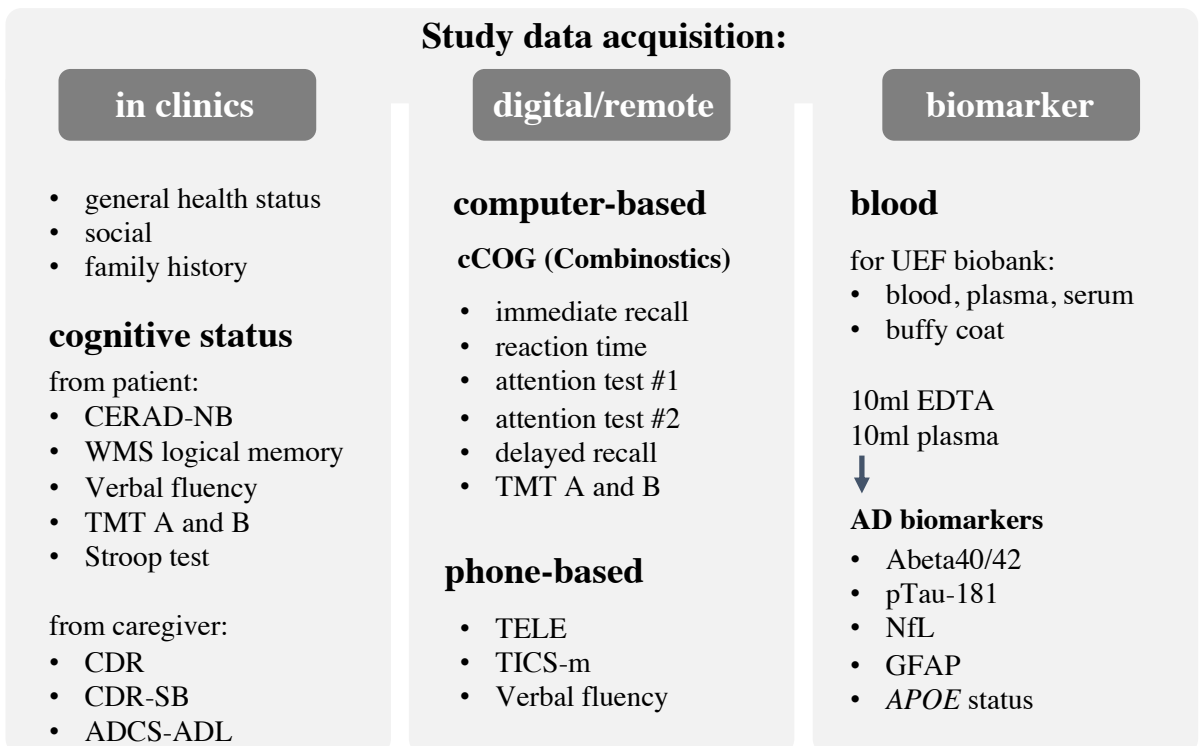 Study data acquisition:
in clinics
• general health status
• social
• family history
cognitive status
from patient:
• CERAD-NB
• WMS logical memory
• Verbal fluency
• TMT A and B
• Stroop test
from caregiver:
• CDR
• CDR-SB
• ADCS-ADL
digital/remote
computer-based
cCOG (Combinostics)
• immediate recall
• reaction time
• attention test #1
• attention test #2
• delayed recall
• TMT A and B
phone-based
• TELE
• TICS-m
• Verbal fluency
biomarker
blood
for UEF biobank:
• blood, plasma, serum
• buffy coat
10ml EDTA
10ml plasma
AD biomarkers
• Abeta40/42
• pTau-181
• NfL
• GFAP
• APOE status